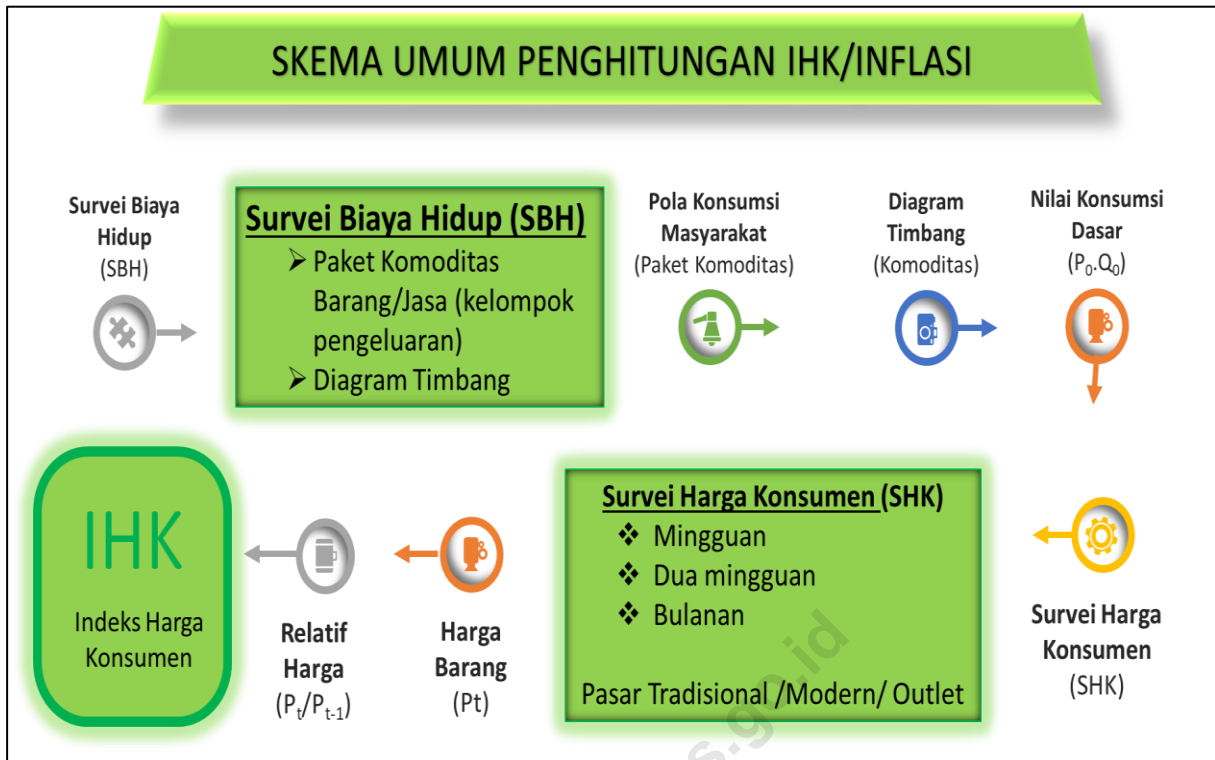 SKEMA UMUM PENGHITUNGAN IHK/INFLASI
Survei Biaya
Hidup
(SBH)
Survei Biaya Hidup (SBH)
➢ Paket Komoditas
Barang/Jasa (kelompok
pengeluaran)
➢ Diagram Timbang
Pola Konsumsi
Masyarakat
(Paket Komoditas)
Diagram
Timbang
(Komoditas)
Nilai Konsumsi
Dasar
(P₀.Q₀)
Survei Harga
Konsumen
(SHK)
Survei Harga Konsumen (SHK)
❖ Mingguan
❖ Dua mingguan
❖ Bulanan
Pasar Tradisional /Modern/ Outlet
Harga
Barang
(Pt)
Relatif
Harga
(Pₜ/Pₜ₋₁)
IHK
Indeks Harga
Konsumen
s.go.id